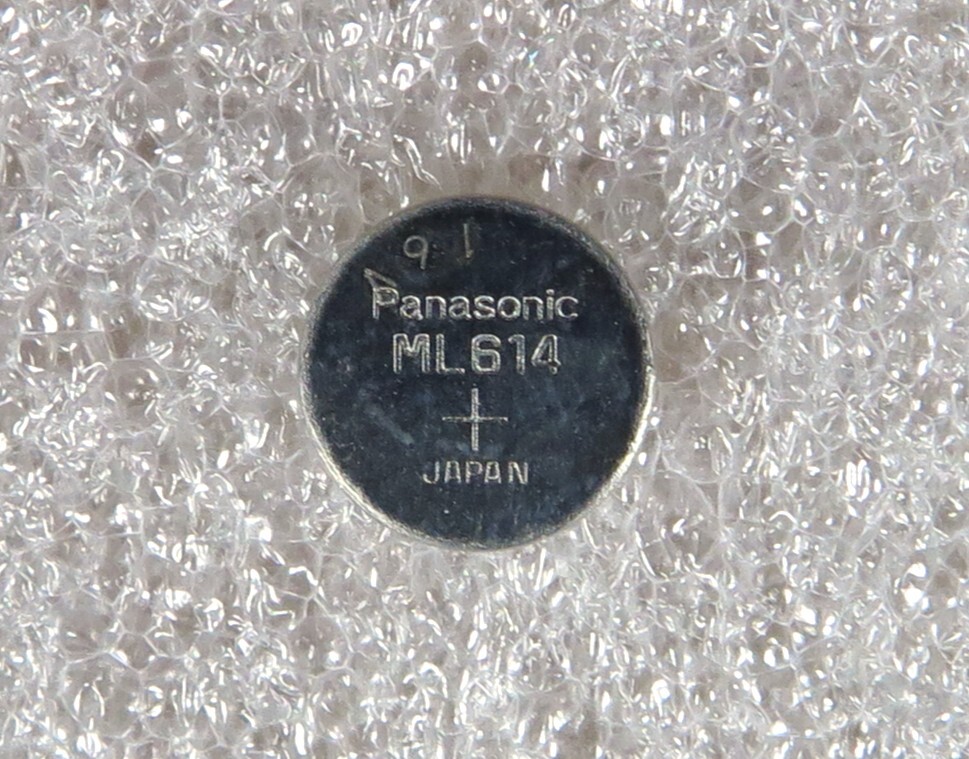 9 1
Panasonic
ML614
+
JAPAN